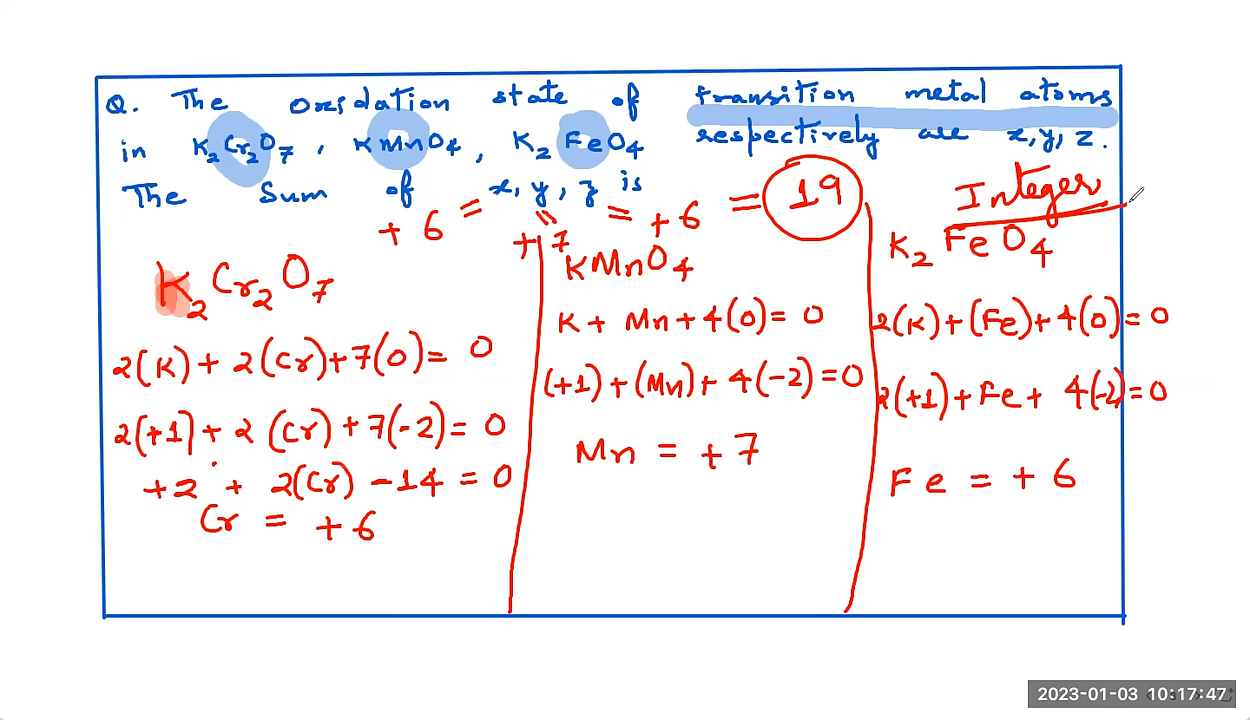 Q. The oxidation state of transition metal atoms
in K₂Cr₂O₇, KMnO₄, K₂FeO₄ respectively are x, y, z.
The Sum of x, y, z is
+6 = = +6 = 19
+7
Integer
K₂Cr₂O₇
2(K) + 2(Cr) + 7(O) = 0
2(+1) + 2(Cr) + 7(-2) = 0
+2 + 2(Cr) - 14 = 0
Cr = +6
KMnO₄
K + Mn + 4(O) = 0
(+1) + (Mn) + 4(-2) = 0
Mn = +7
K₂FeO₄
2(K) + (Fe) + 4(O) = 0
2(+1) + Fe + 4(-2) = 0
Fe = +6
2023-01-03 10:17:47